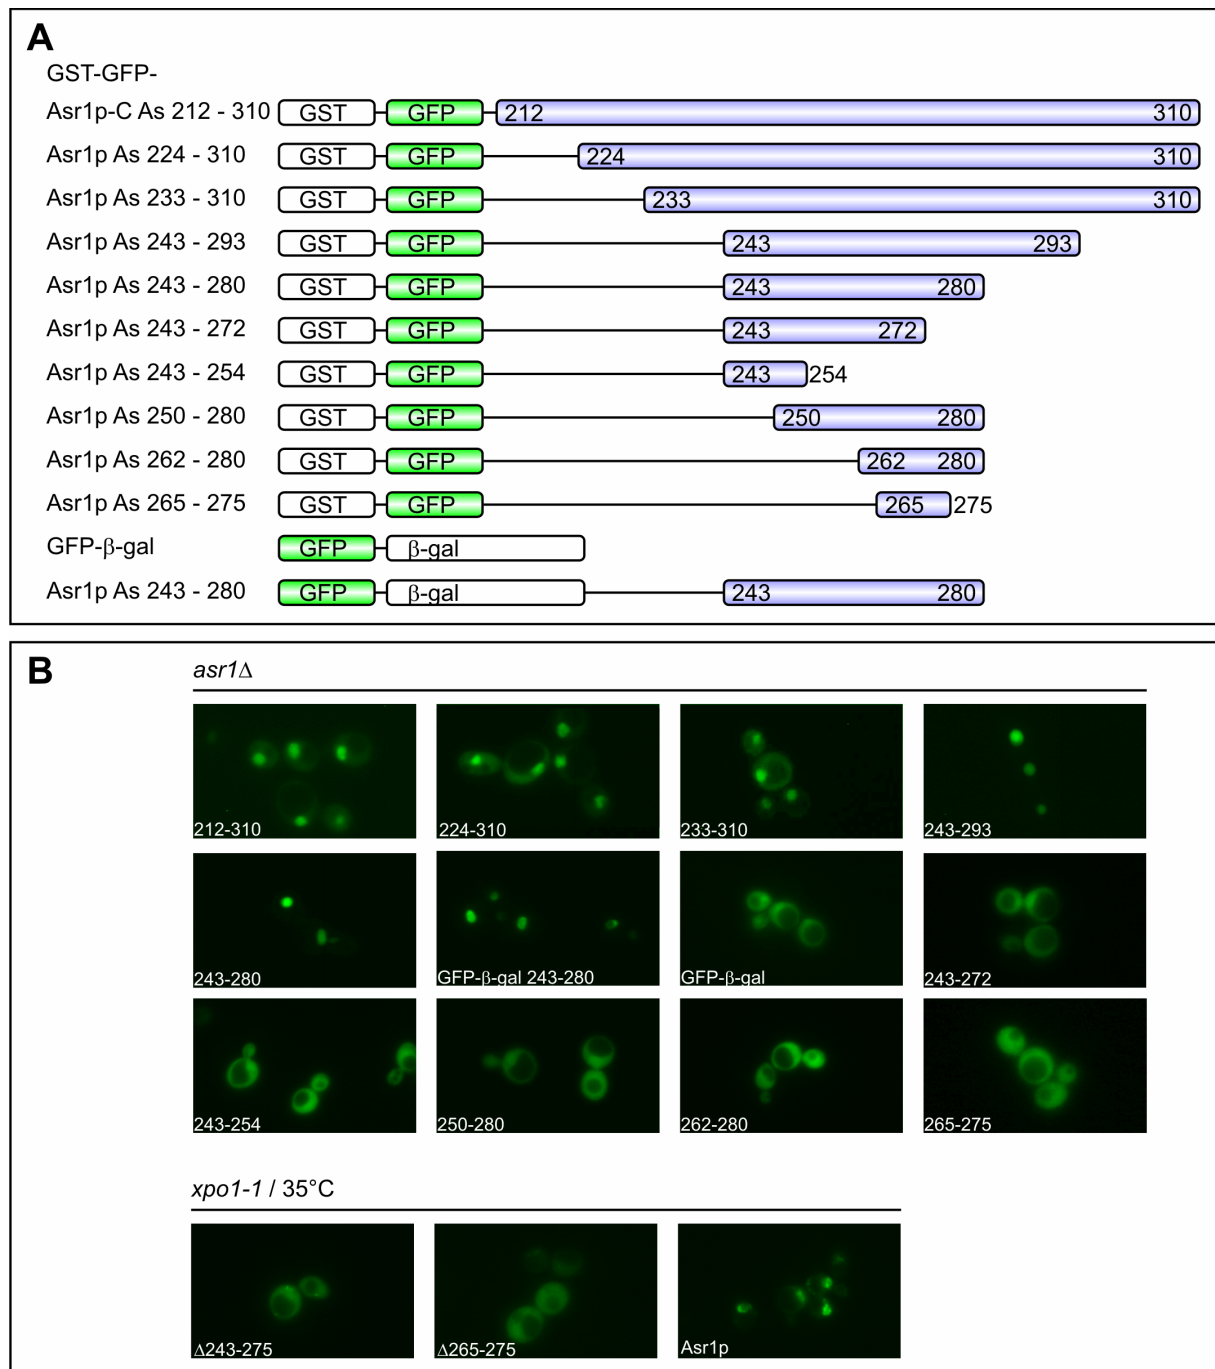 A
GST-GFP-
Asr1p-C As 212 - 310 GST GFP 212 310
Asr1p As 224 - 310 GST GFP 224 310
Asr1p As 233 - 310 GST GFP 233 310
Asr1p As 243 - 293 GST GFP 243 293
Asr1p As 243 - 280 GST GFP 243 280
Asr1p As 243 - 272 GST GFP 243 272
Asr1p As 243 - 254 GST GFP 243 254
Asr1p As 250 - 280 GST GFP 250 280
Asr1p As 262 - 280 GST GFP 262 280
Asr1p As 265 - 275 GST GFP 265 275
GFP-β-gal GFP β-gal
Asr1p As 243 - 280 GFP β-gal 243 280
B
asr1Δ
212-310 224-310 233-310 243-293
243-280 GFP-β-gal 243-280 GFP-β-gal 243-272
243-254 250-280 262-280 265-275
xpo1-1 / 35°C
Δ243-275 Δ265-275 Asr1p